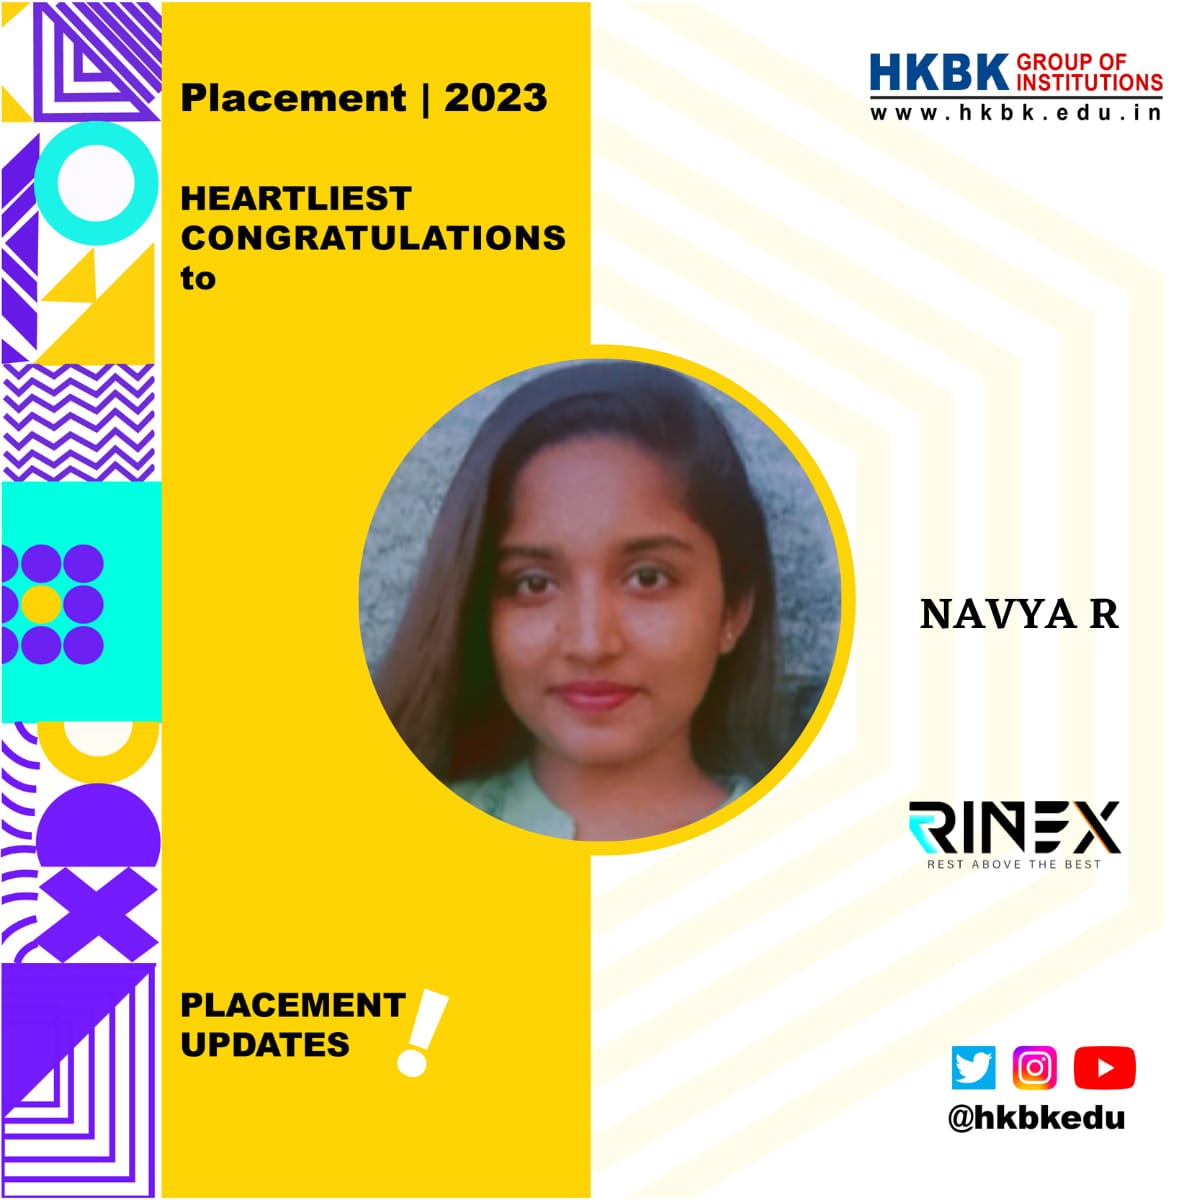 Placement | 2023
HKBK GROUP OF
INSTITUTIONS
www.hkbk.edu.in
HEARTLIEST
CONGRATULATIONS
to
NAVYA R
RINEX
REST ABOVE THE BEST
PLACEMENT
UPDATES!
@hkbkedu